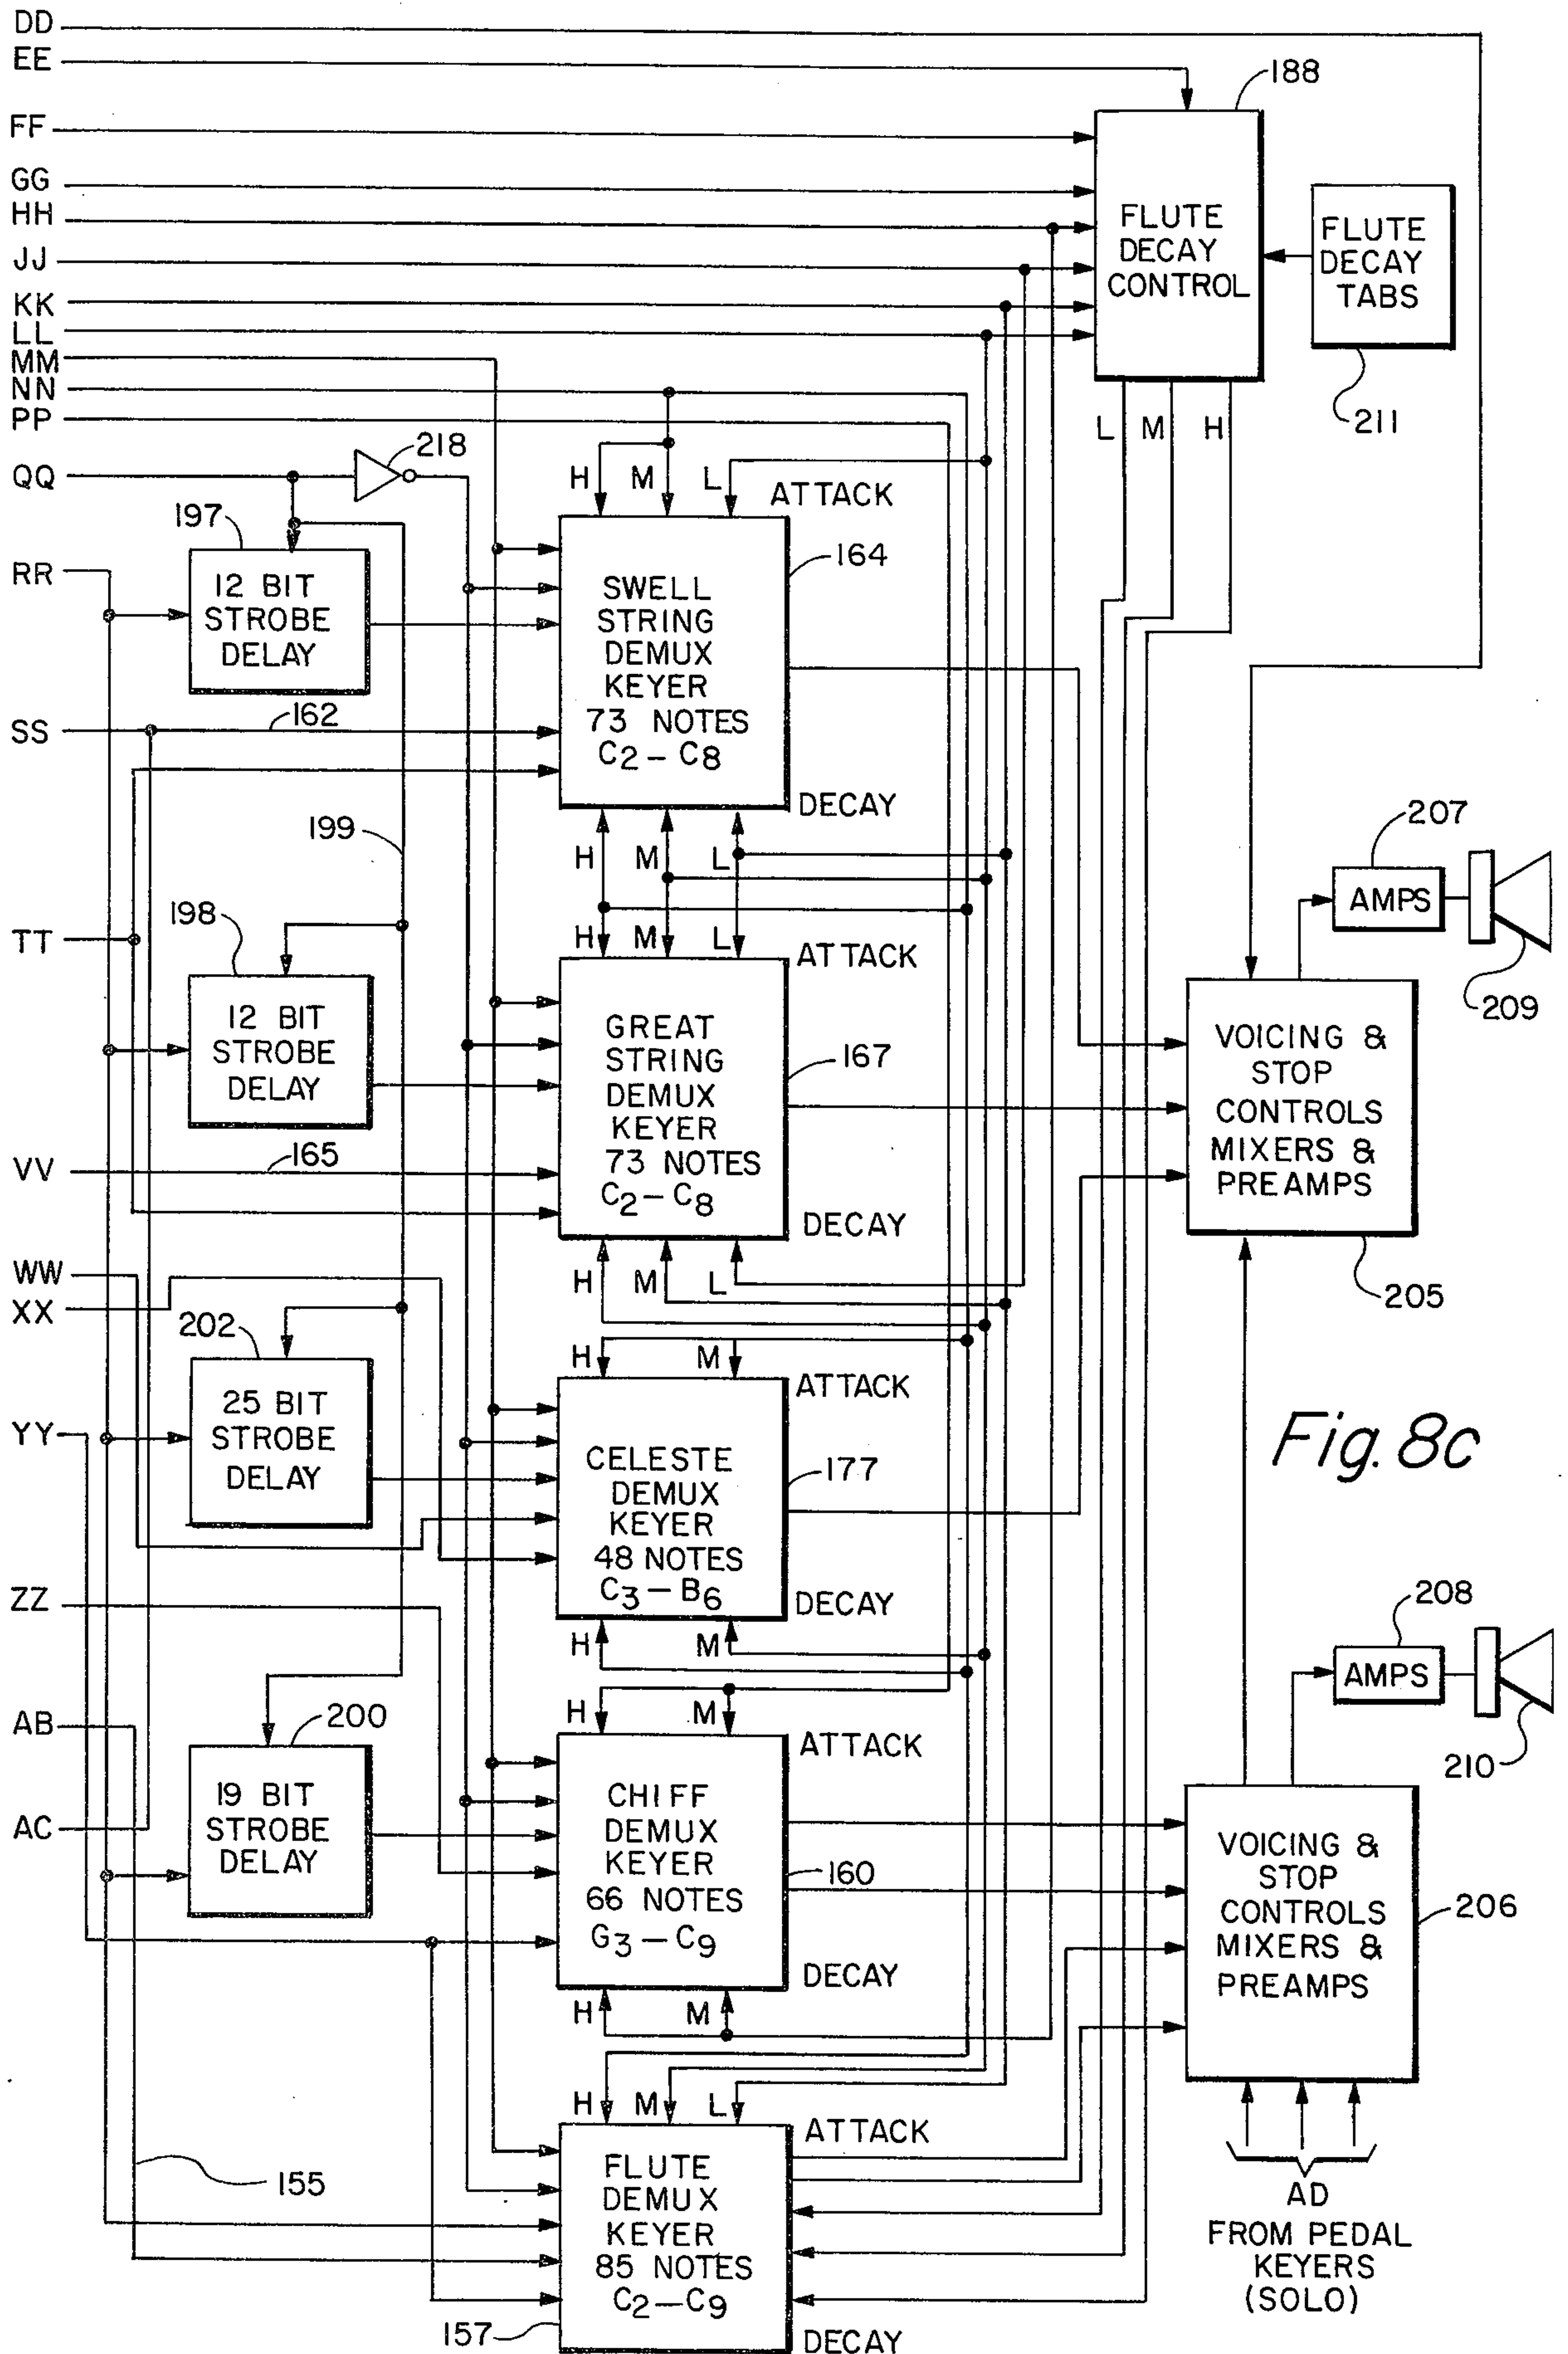 DD
EE
188
FF
GG
HH
FLUTE
DECAY
CONTROL
FLUTE
DECAY
TABS
JJ
KK
LL
MM
NN
PP
211
L M H
QQ
218
H M L
ATTACK
197
164
RR
12 BIT
STROBE
DELAY
SWELL
STRING
DEMUX
KEYER
73 NOTES
C2 – C8
SS
162
DECAY
199
H M L
207
AMPS
198
TT
H M L
ATTACK
209
12 BIT
STROBE
DELAY
GREAT
STRING
DEMUX
KEYER
73 NOTES
C2 – C8
167
VOICING &
STOP
CONTROLS
MIXERS &
PREAMPS
VV
165
DECAY
WW
XX
H M L
205
202
H M
ATTACK
25 BIT
STROBE
DELAY
YY
CELESTE
DEMUX
KEYER
48 NOTES
C3 – B6
177
Fig. 8c
ZZ
DECAY
H M
208
AMPS
H M
AB
200
ATTACK
210
19 BIT
STROBE
DELAY
AC
CHIFF
DEMUX
KEYER
66 NOTES
G3 – C9
160
VOICING &
STOP
CONTROLS
MIXERS &
PREAMPS
206
DECAY
H M
H M L
ATTACK
155
FLUTE
DEMUX
KEYER
85 NOTES
C2 – C9
AD
FROM PEDAL
KEYERS
(SOLO)
157
DECAY